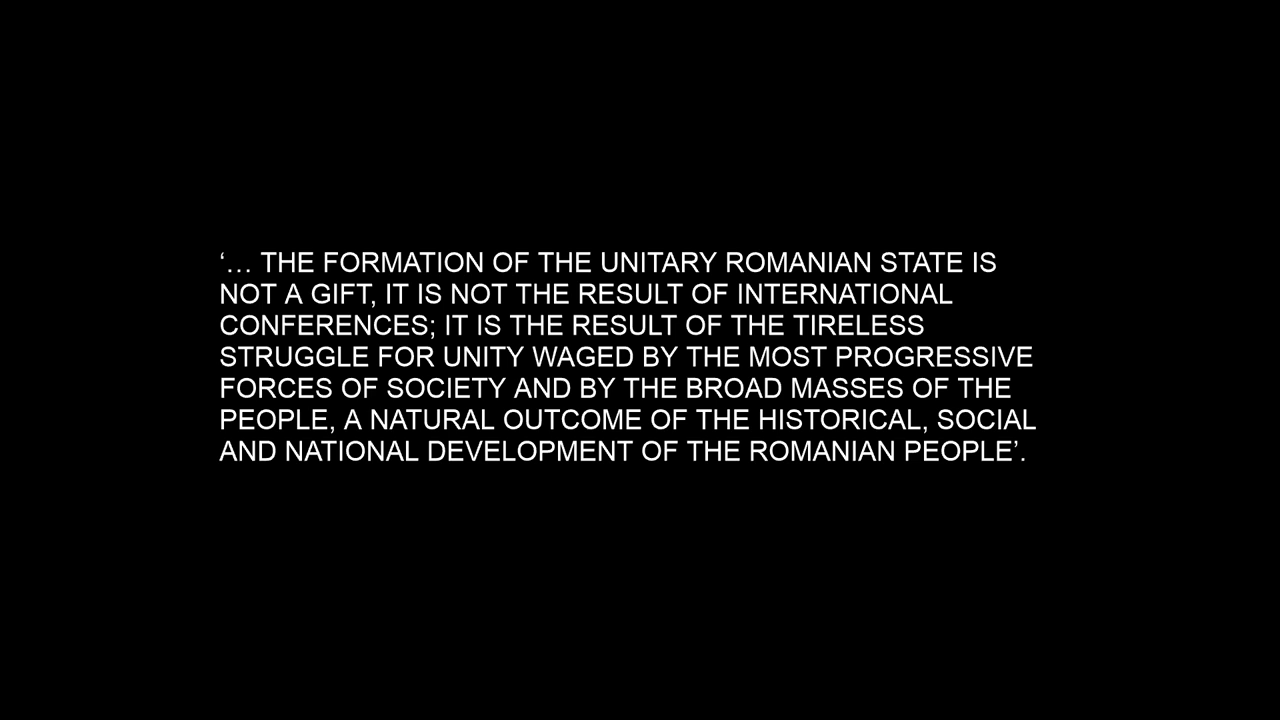 ‘… THE FORMATION OF THE UNITARY ROMANIAN STATE IS
NOT A GIFT, IT IS NOT THE RESULT OF INTERNATIONAL
CONFERENCES; IT IS THE RESULT OF THE TIRELESS
STRUGGLE FOR UNITY WAGED BY THE MOST PROGRESSIVE
FORCES OF SOCIETY AND BY THE BROAD MASSES OF THE
PEOPLE, A NATURAL OUTCOME OF THE HISTORICAL, SOCIAL
AND NATIONAL DEVELOPMENT OF THE ROMANIAN PEOPLE’.